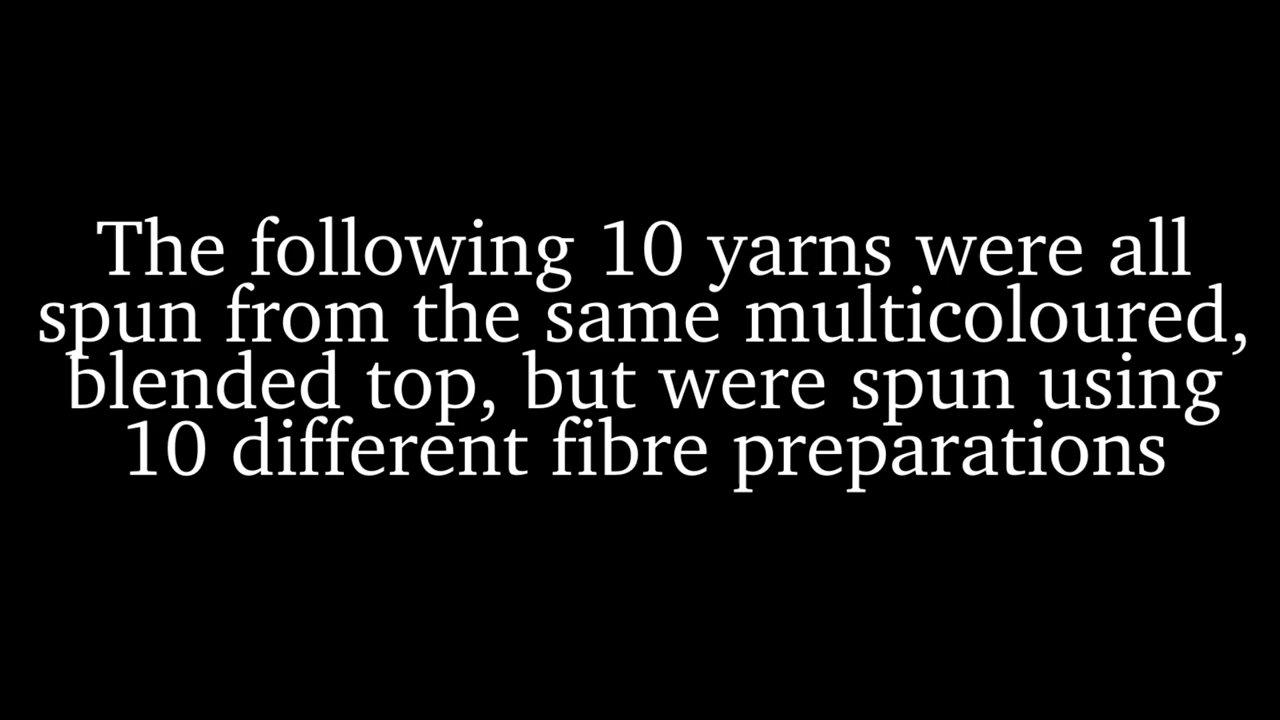 The following 10 yarns were all
spun from the same multicoloured,
blended top, but were spun using
10 different fibre preparations